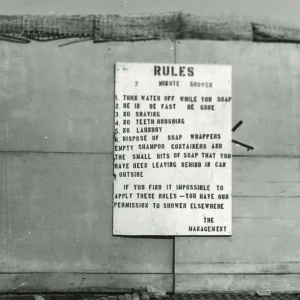 RULES
3 MINUTE SHOWER
1. TURN WATER OFF WHILE YOU SOAP
2. BE IN BE FAST BE GONE
3. NO SHAVING
4. NO TEETH BRUSHING
5. NO LAUNDRY
6. DISPOSE OF SOAP WRAPPERS
EMPTY SHAMPOO CONTAINERS AND
THE SMALL BITS OF SOAP THAT YOU
HAVE BEEN LEAVING BEHIND IN CAN
OUTSIDE
IF YOU FIND IT IMPOSSIBLE TO
APPLY THESE RULES - YOU HAVE OUR
PERMISSION TO SHOWER ELSEWHERE
THE
MANAGEMENT